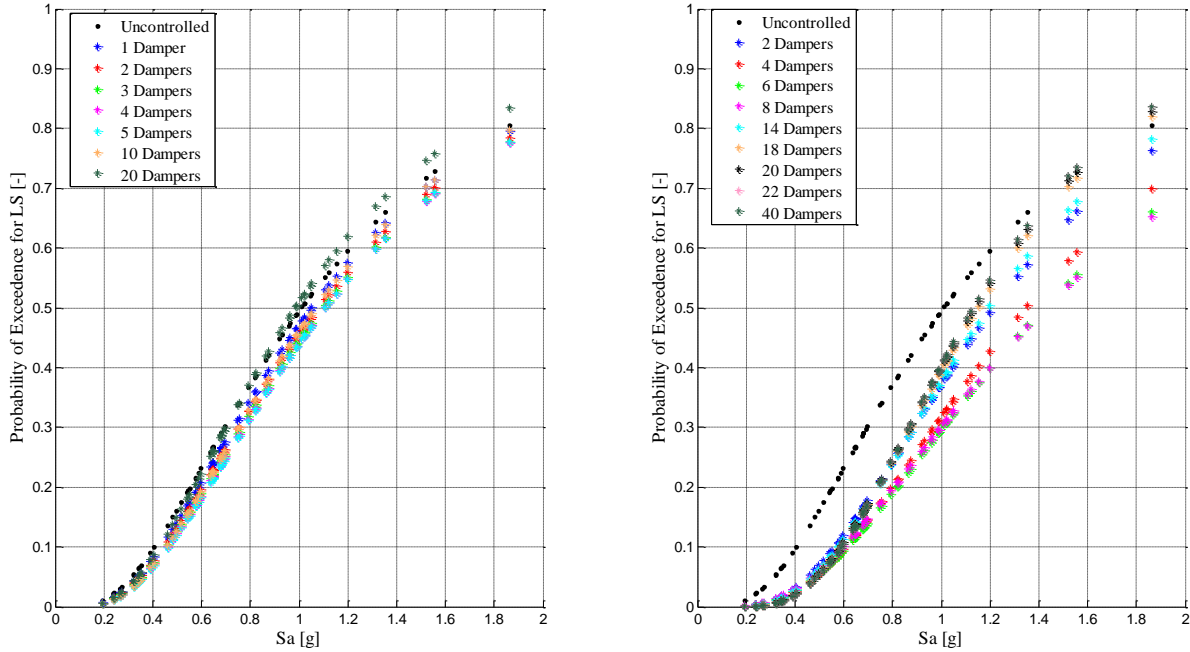 1
0.9
0.8
0.7
0.6
0.5
0.4
0.3
0.2
0.1
0
Probability of Exceedence for LS [-]
Uncontrolled
1 Damper
2 Dampers
3 Dampers
4 Dampers
5 Dampers
10 Dampers
20 Dampers
0 0.2 0.4 0.6 0.8 1 1.2 1.4 1.6 1.8 2
Sa [g]
1
0.9
0.8
0.7
0.6
0.5
0.4
0.3
0.2
0.1
0
Probability of Exceedence for LS [-]
Uncontrolled
2 Dampers
4 Dampers
6 Dampers
8 Dampers
14 Dampers
18 Dampers
20 Dampers
22 Dampers
40 Dampers
0 0.2 0.4 0.6 0.8 1 1.2 1.4 1.6 1.8 2
Sa [g]